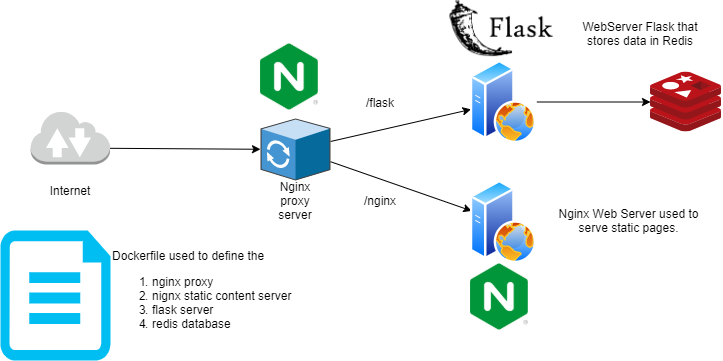 Flask
WebServer Flask that
stores data in Redis
N
/flask
Internet
Nginx
proxy
server
/nginx
Nginx Web Server used to
serve static pages.
N
Dockerfile used to define the
1. nginx proxy
2. nignx static content server
3. flask server
4. redis database